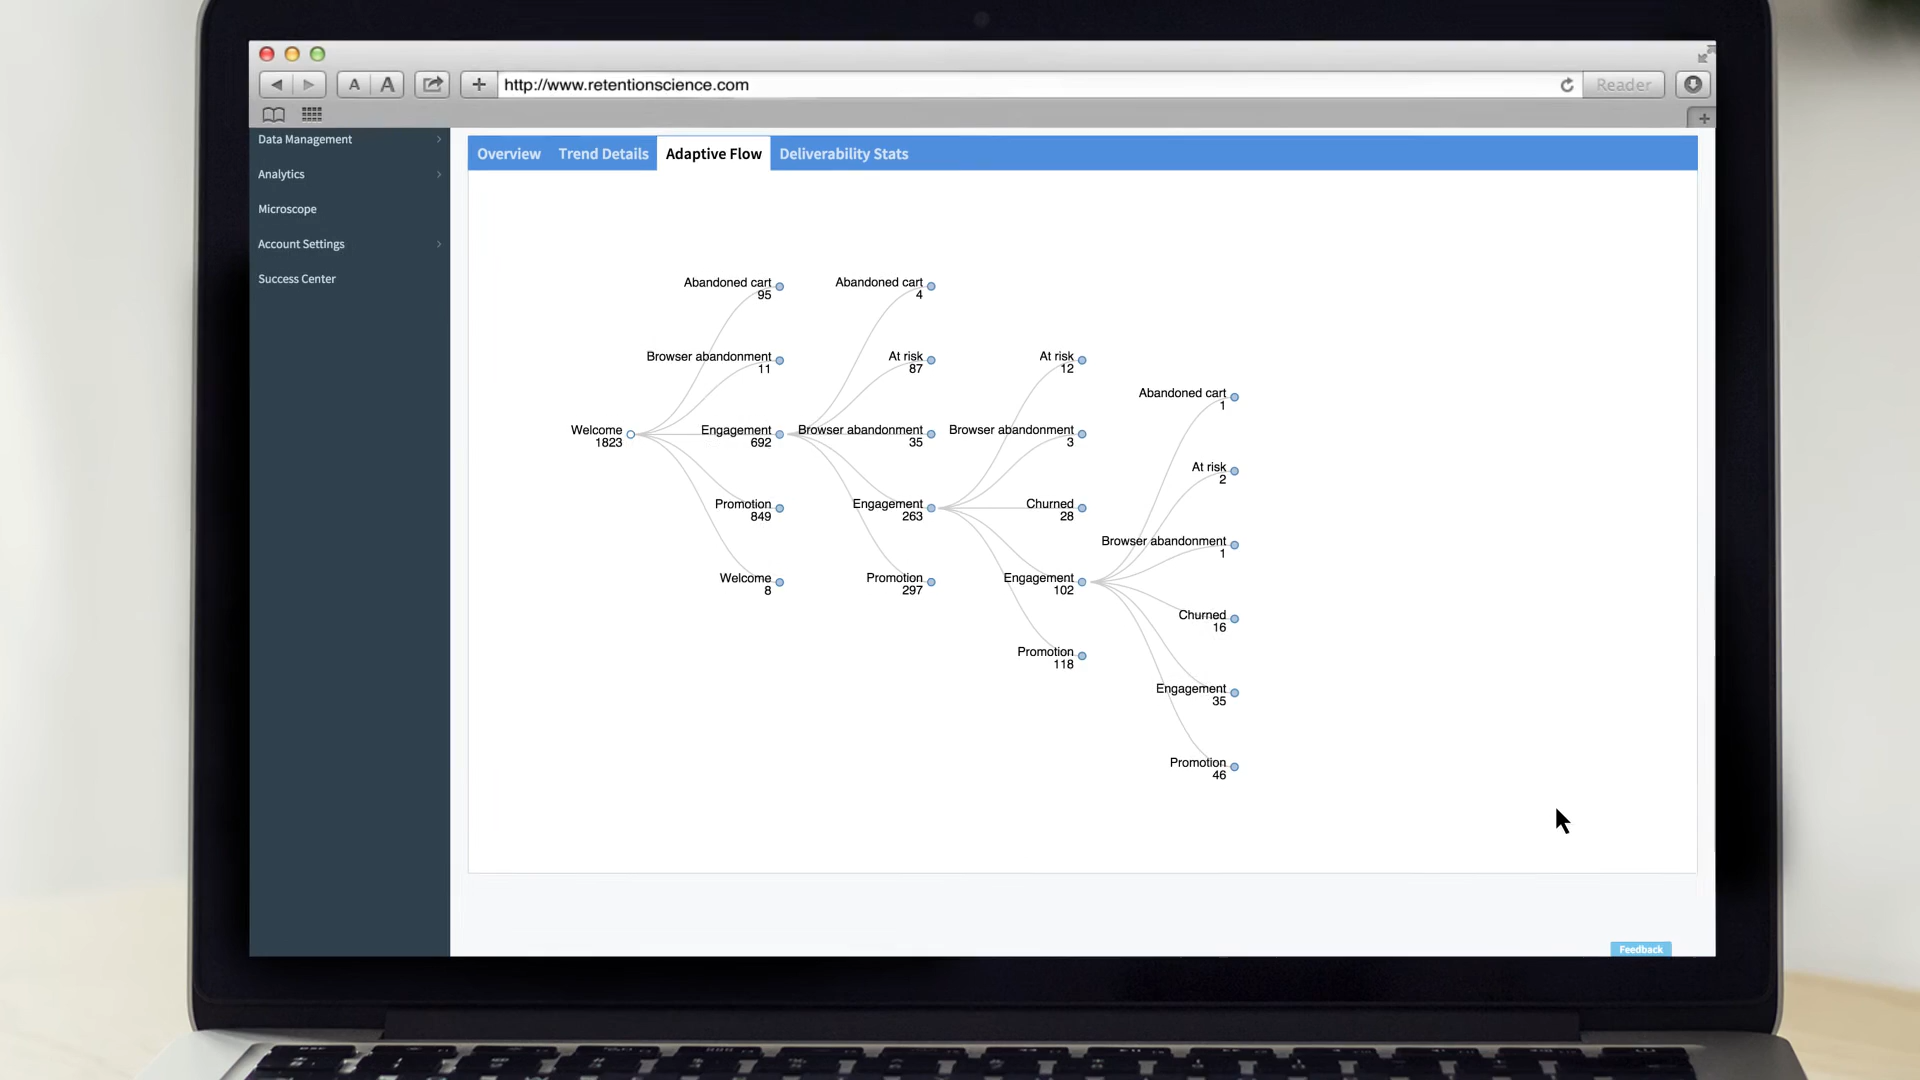 A A
+
http://www.retentionscience.com
Reader
+
Data Management
Analytics
Microscope
Account Settings
Success Center
Overview
Trend Details
Adaptive Flow
Deliverability Stats
Welcome
1823
Abandoned cart
95
Browser abandonment
11
Engagement
692
Promotion
849
Welcome
8
Abandoned cart
4
At risk
87
Browser abandonment
35
Engagement
263
Promotion
297
At risk
12
Browser abandonment
3
Churned
28
Engagement
102
Promotion
118
Abandoned cart
1
At risk
2
Browser abandonment
1
Churned
16
Engagement
35
Promotion
46
Feedback